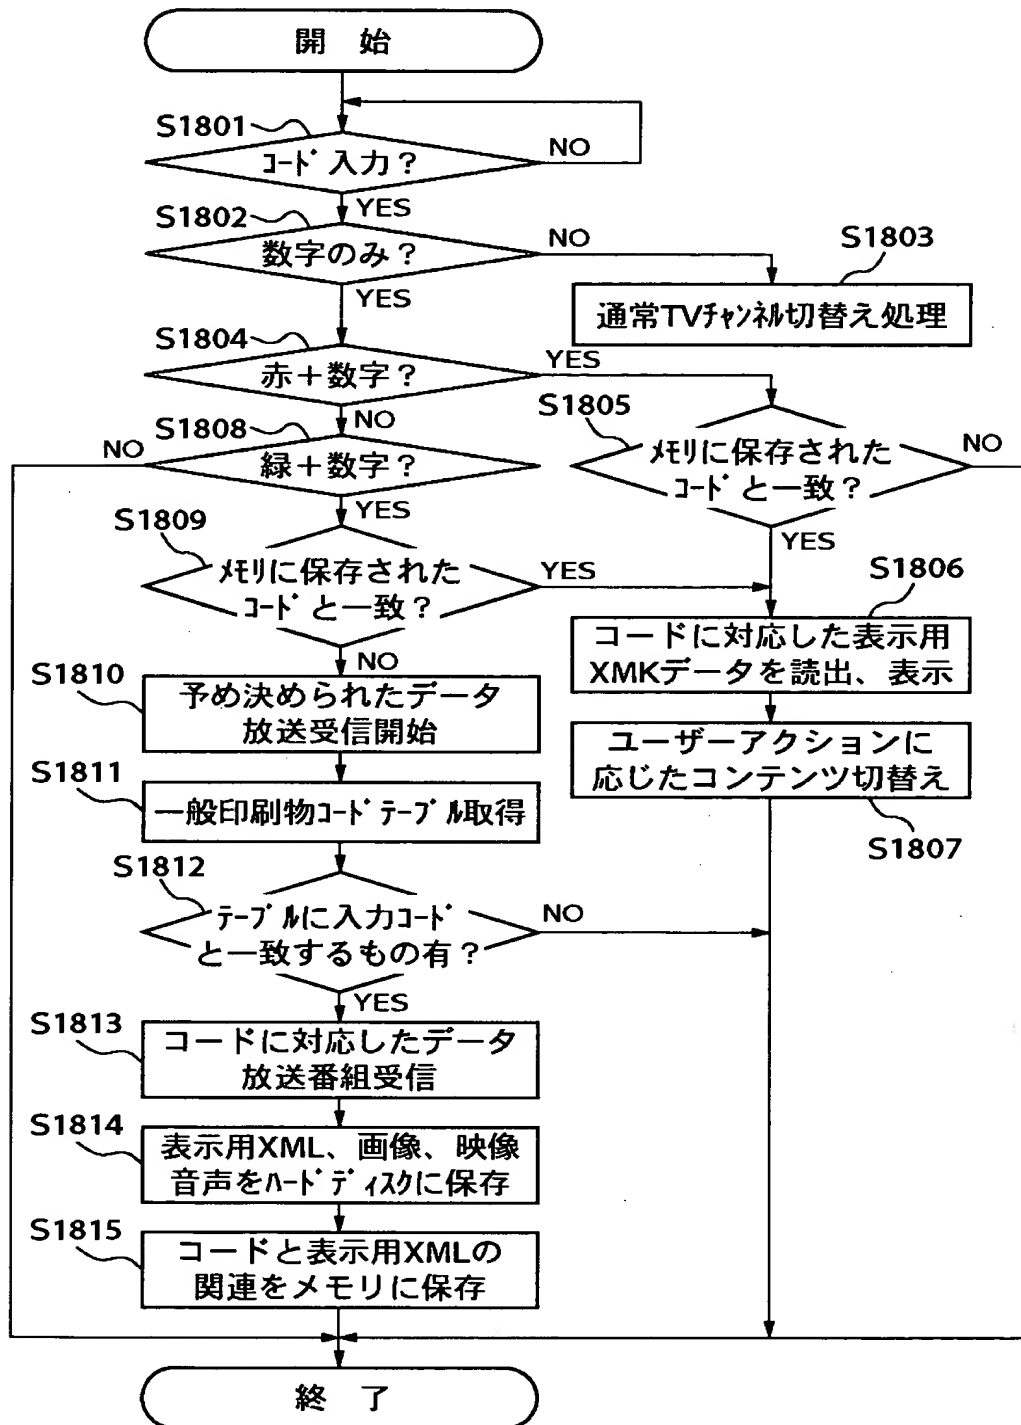 開 始
S1801
ｺｰﾄﾞ入力？
NO
YES
S1802
数字のみ？
NO
YES
S1803
通常TVﾁｬﾝﾈﾙ切替え処理
S1804
赤＋数字？
YES
NO
S1805
メモリに保存された
ｺｰﾄﾞと一致？
NO
YES
S1808
NO
緑＋数字？
YES
S1809
ﾒﾓﾘに保存された
ｺｰﾄﾞと一致？
YES
NO
S1806
コードに対応した表示用
XMKデータを読出、表示
S1810
予め決められたデータ
放送受信開始
ユーザーアクションに
応じたコンテンツ切替え
S1807
S1811
一般印刷物ｺｰﾄﾞﾃｰﾌﾞﾙ取得
S1812
ﾃｰﾌﾞﾙに入力ｺｰﾄﾞ
と一致するもの有？
NO
YES
S1813
コードに対応したデータ
放送番組受信
S1814
表示用XML、画像、映像
音声をﾊｰﾄﾞﾃﾞｨｽｸに保存
S1815
コードと表示用XMLの
関連をメモリに保存
終 了